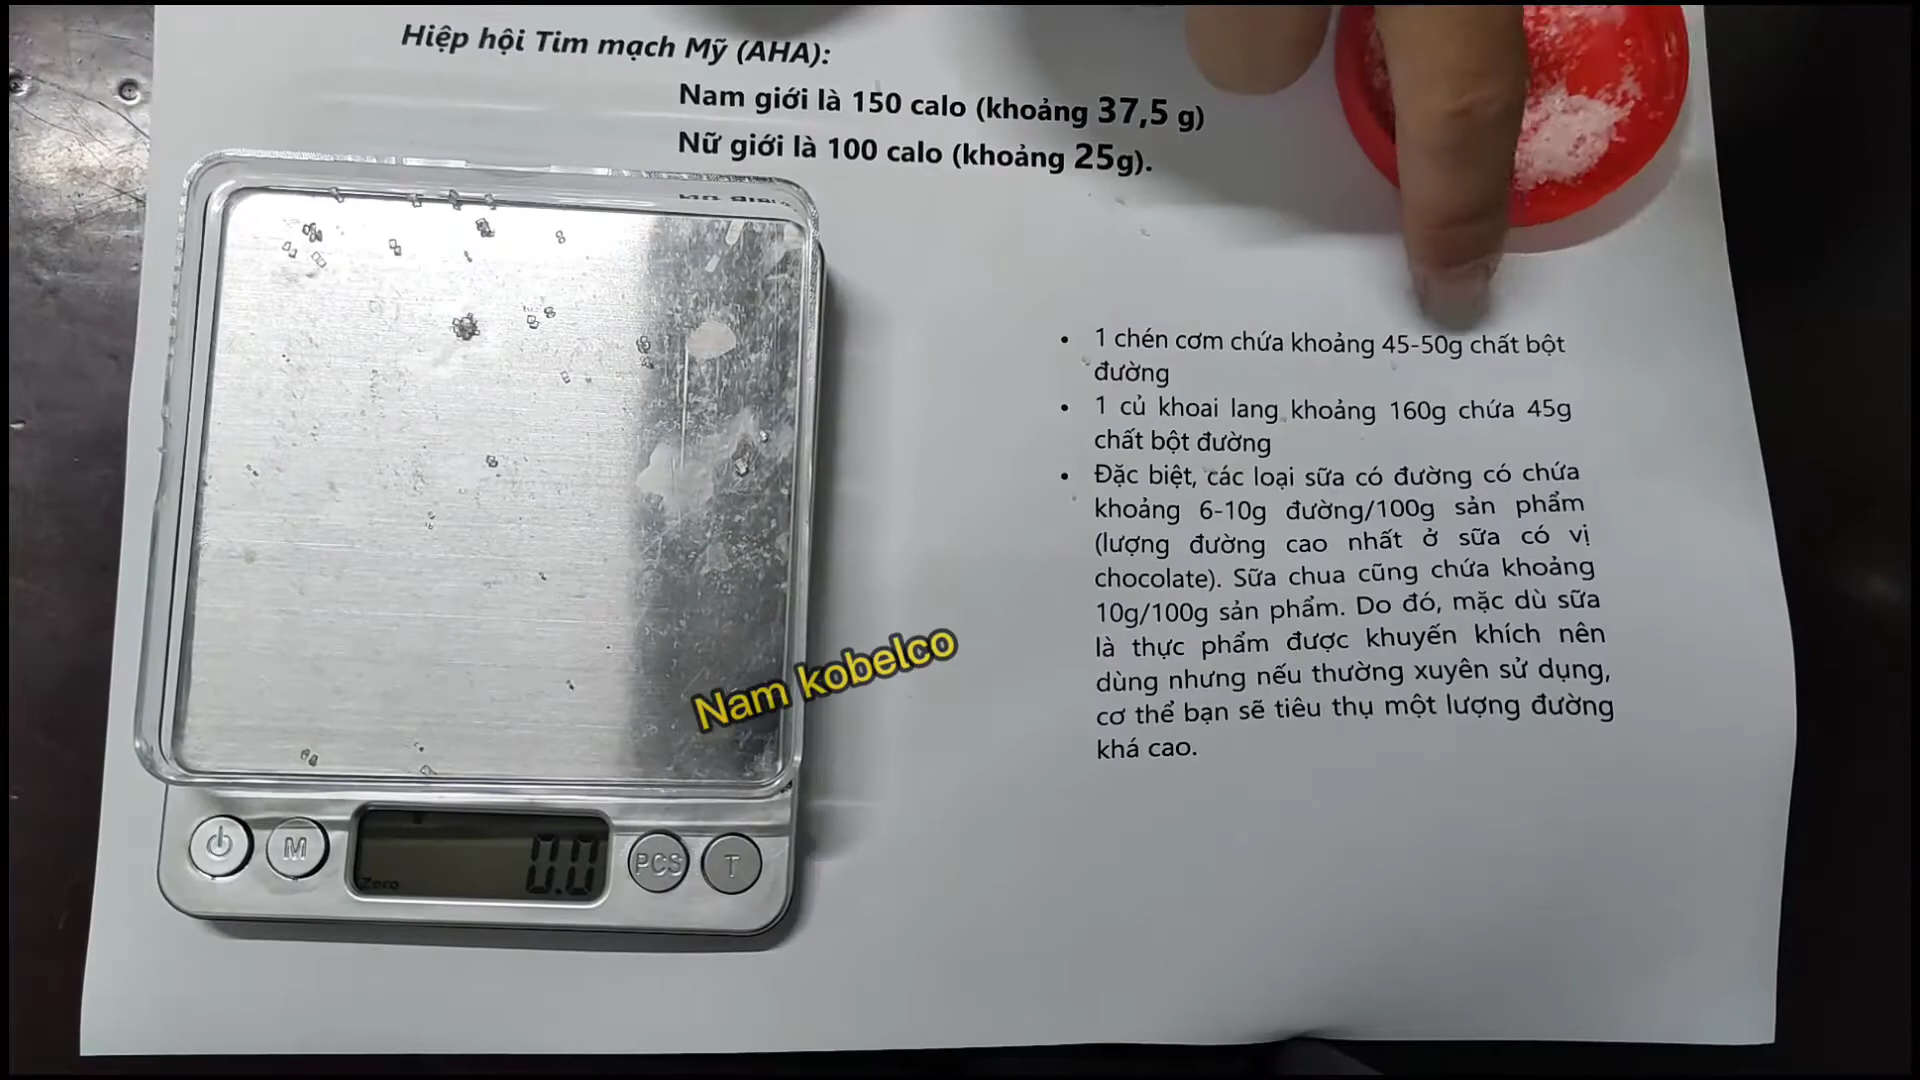 Hiệp hội Tim mạch Mỹ (AHA):
Nam giới là 150 calo (khoảng 37,5 g)
Nữ giới là 100 calo (khoảng 25g).
• 1 chén cơm chứa khoảng 45-50g chất bột
đường
• 1 củ khoai lang khoảng 160g chứa 45g
chất bột đường
• Đặc biệt, các loại sữa có đường có chứa
khoảng 6-10g đường/100g sản phẩm
(lượng đường cao nhất ở sữa có vị
chocolate). Sữa chua cũng chứa khoảng
10g/100g sản phẩm. Do đó, mặc dù sữa
là thực phẩm được khuyến khích nên
dùng nhưng nếu thường xuyên sử dụng,
cơ thể bạn sẽ tiêu thụ một lượng đường
khá cao.
Nam kobelco
M
Zero
0.0
PCS
T